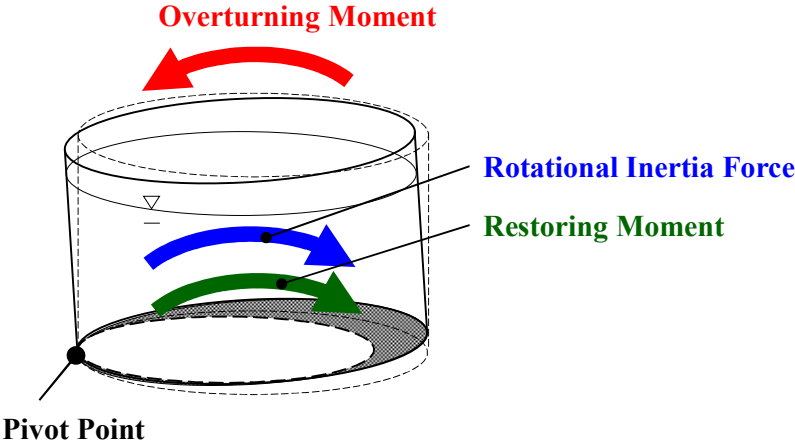 Overturning Moment
Rotational Inertia Force
Restoring Moment
Pivot Point